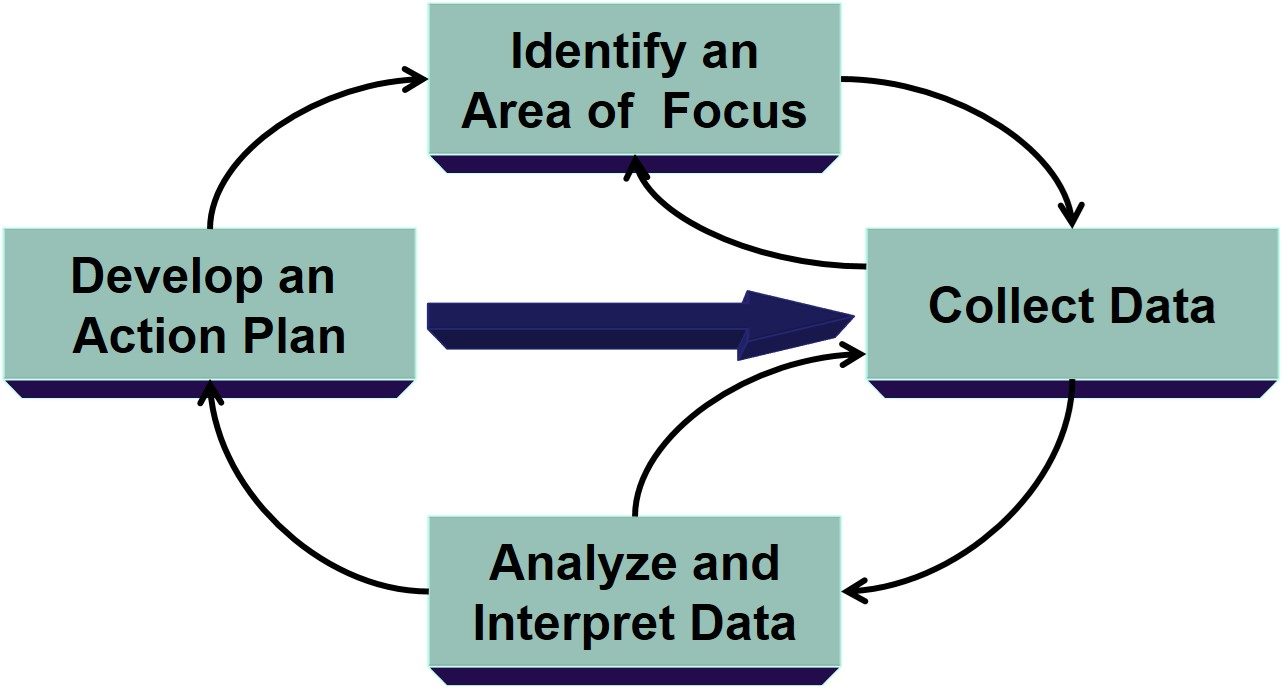 Identify an
Area of  Focus
Develop an
Action Plan
Collect Data
Analyze and
Interpret Data